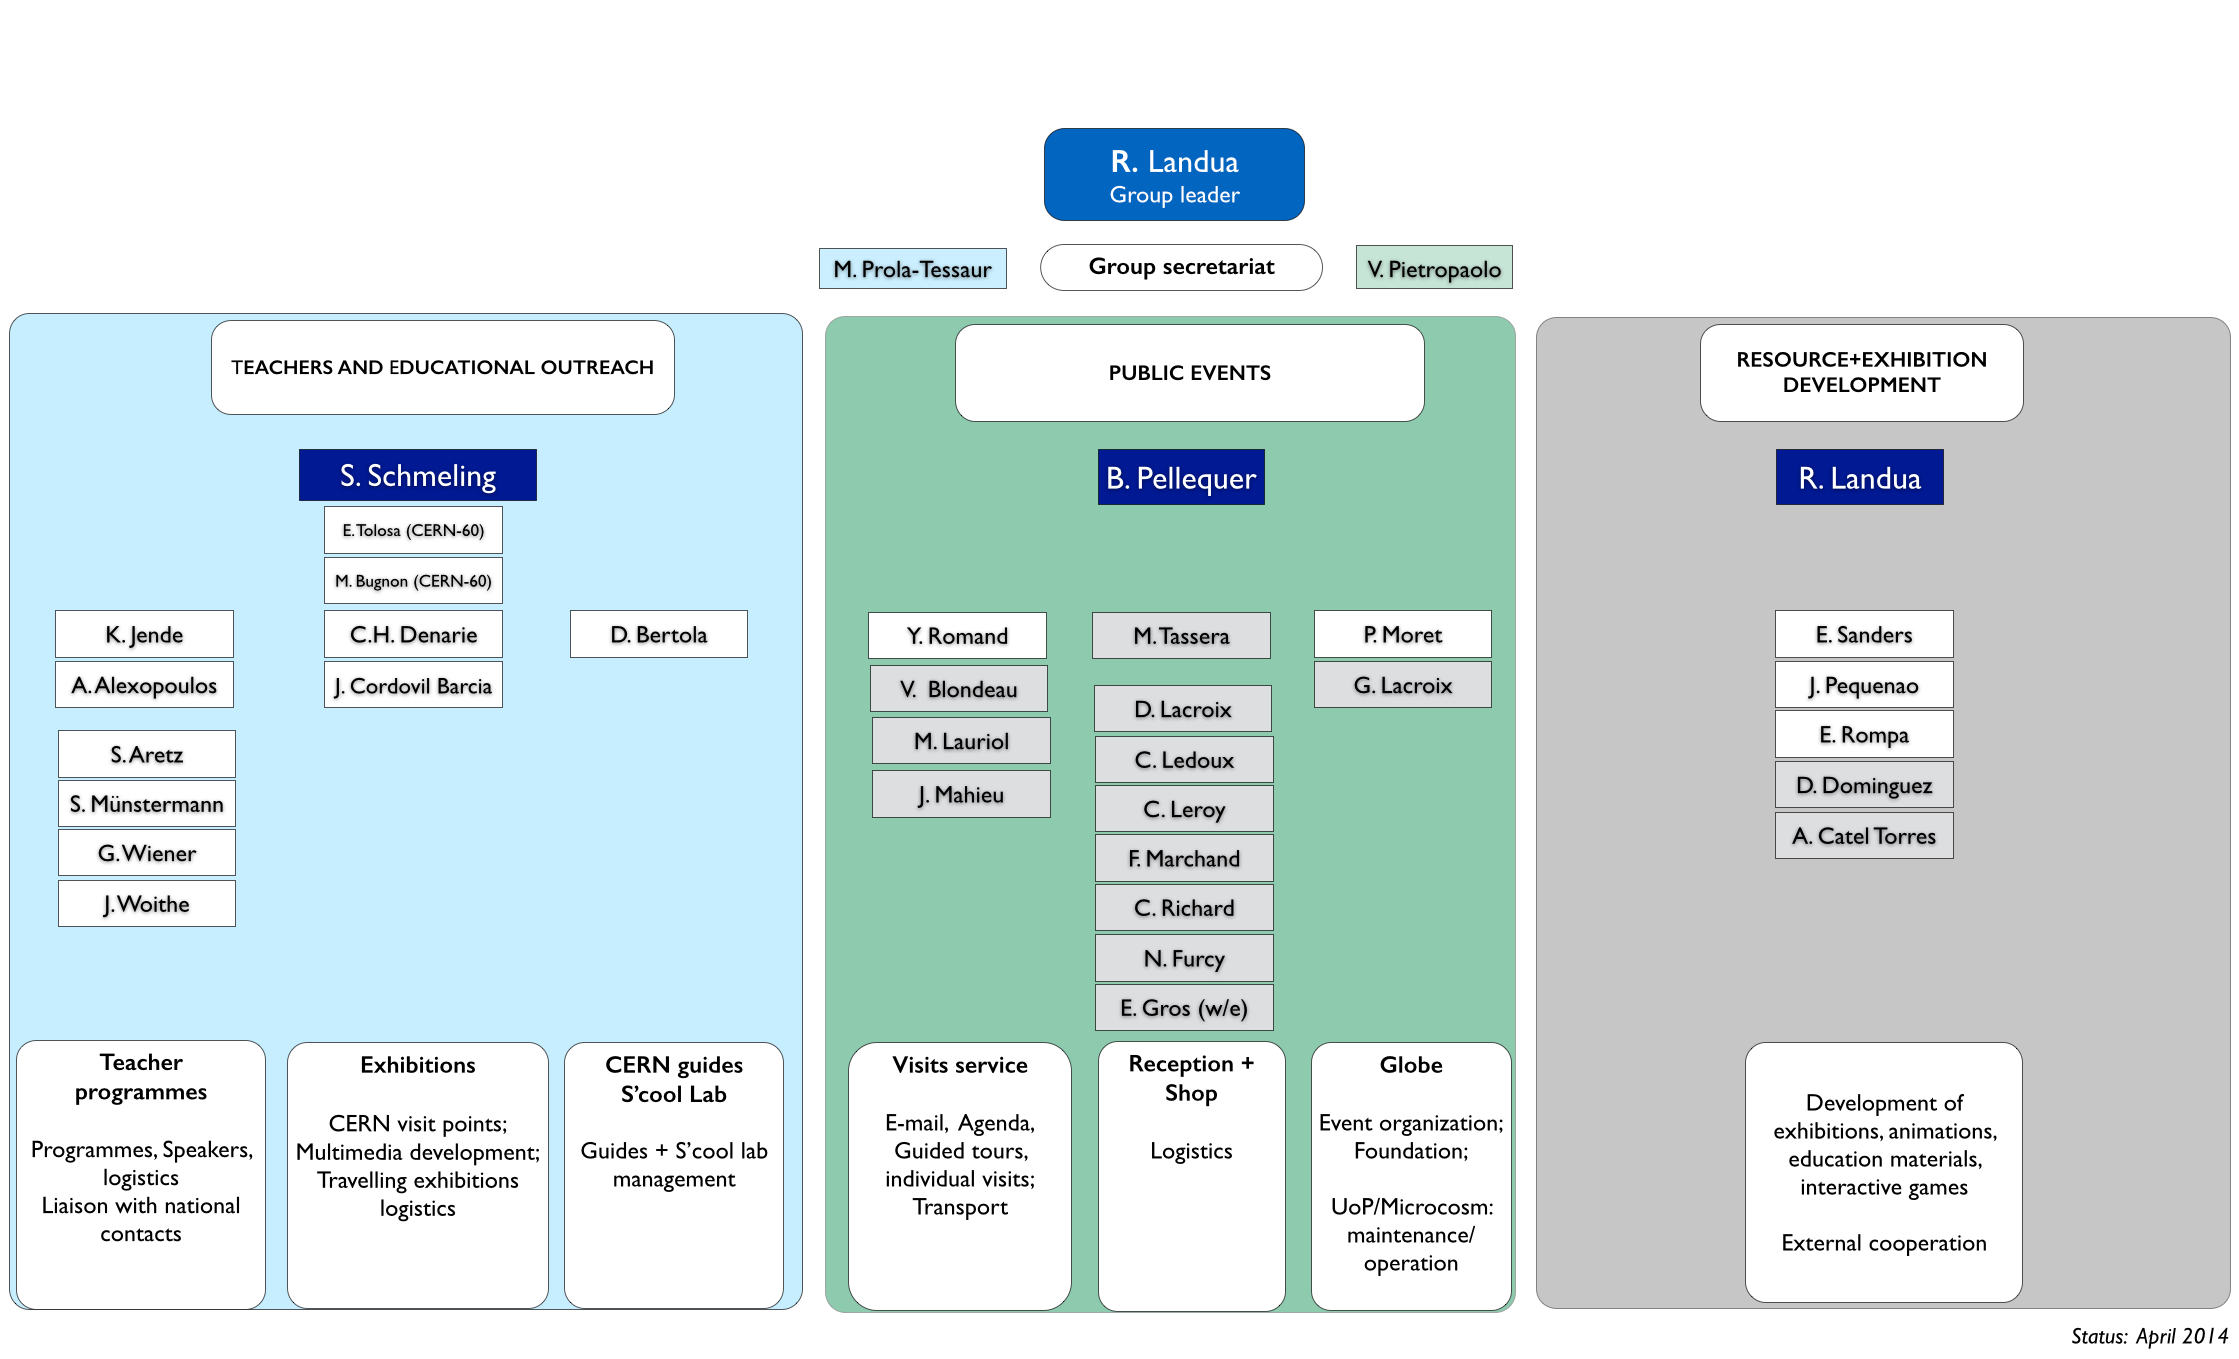 R. Landua
Group leader
M. Prola-Tessaur
Group secretariat
V. Pietropaolo
TEACHERS AND EDUCATIONAL OUTREACH
S. Schmeling
E. Tolosa (CERN-60)
M. Bugnon (CERN-60)
K. Jende
A. Alexopoulos
S. Aretz
S. Münstermann
G. Wiener
J. Woithe
C.H. Denarie
J. Cordovil Barcia
D. Bertola
Teacher
programmes
Programmes, Speakers,
logistics
Liaison with national
contacts
Exhibitions
CERN visit points;
Multimedia development;
Travelling exhibitions
logistics
CERN guides
S'cool Lab
Guides + S'cool lab
management
PUBLIC EVENTS
B. Pellequer
Y. Romand
V. Blondeau
M. Lauriol
J. Mahieu
M. Tassera
D. Lacroix
C. Ledoux
C. Leroy
F. Marchand
C. Richard
N. Furcy
E. Gros (w/e)
P. Moret
G. Lacroix
Visits service
E-mail, Agenda,
Guided tours,
individual visits;
Transport
Reception +
Shop
Logistics
Globe
Event organization;
Foundation;
UoP/Microcosm:
maintenance/
operation
RESOURCE+EXHIBITION
DEVELOPMENT
R. Landua
E. Sanders
J. Pequenao
E. Rompa
D. Dominguez
A. Catel Torres
Development of
exhibitions, animations,
education materials,
interactive games
External cooperation
Status: April 2014